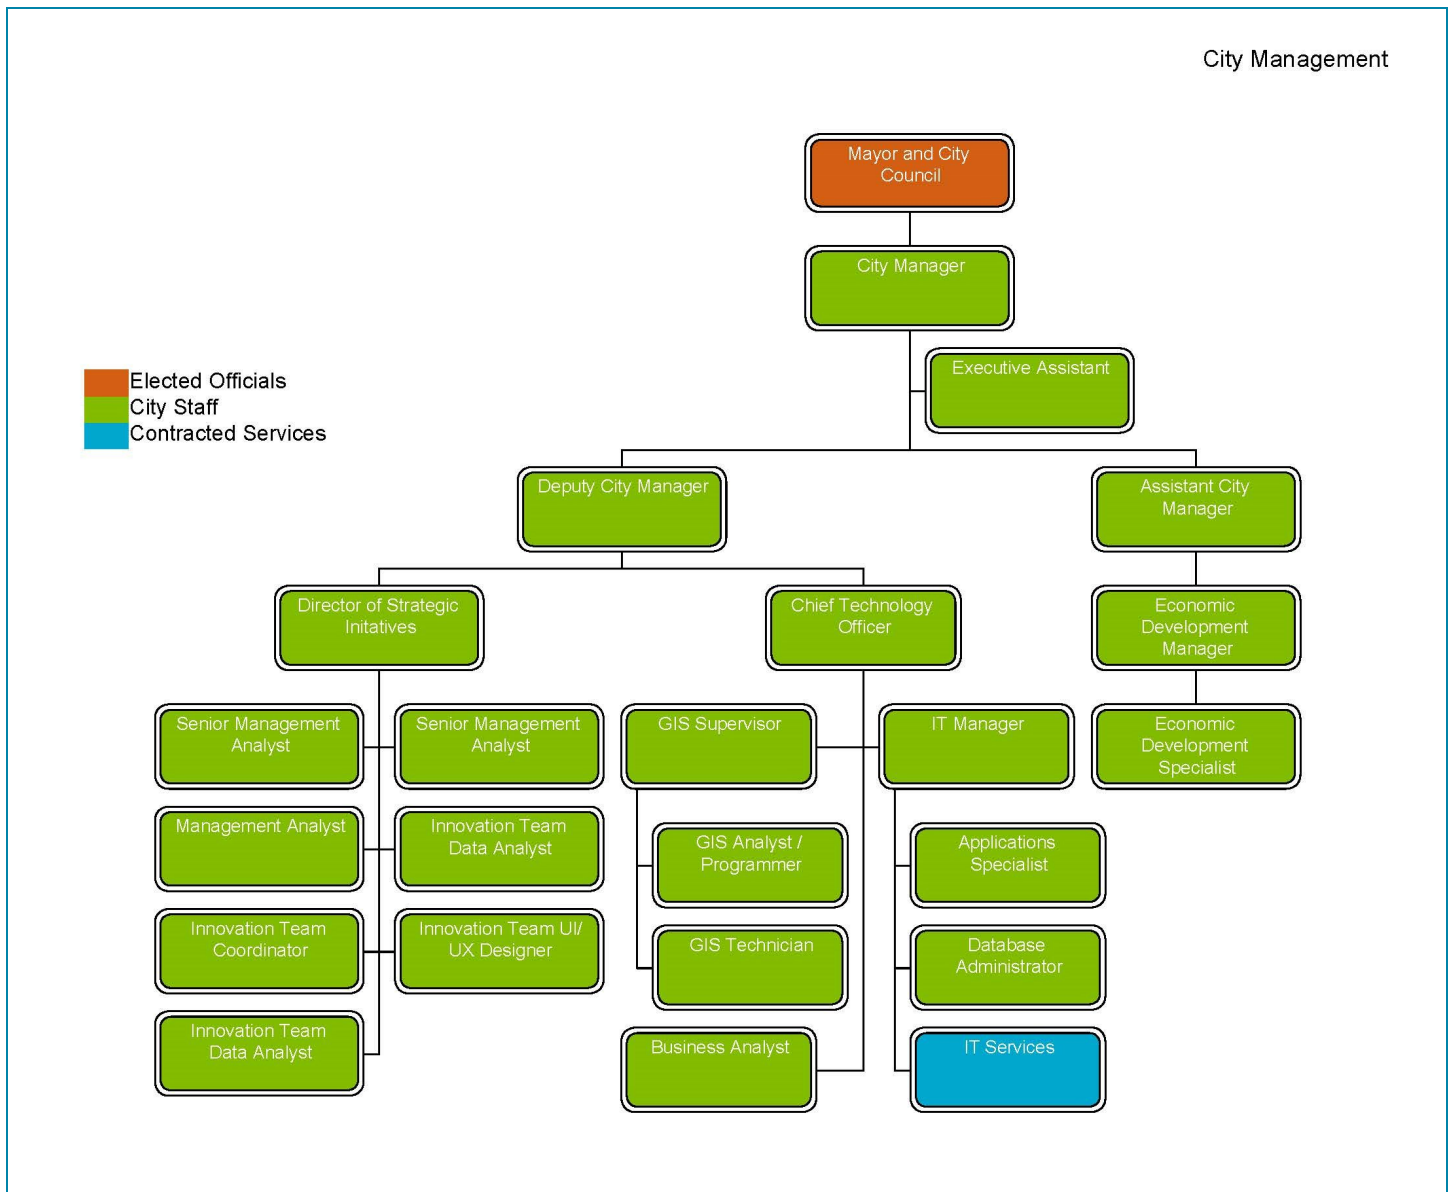 City Management
Mayor and City
Council
City Manager
Executive Assistant
Elected Officials
City Staff
Contracted Services
Deputy City Manager
Assistant City
Manager
Director of Strategic
Initatives
Chief Technology
Officer
Economic
Development
Manager
Senior Management
Analyst
Senior Management
Analyst
GIS Supervisor
IT Manager
Economic
Development
Specialist
Management Analyst
Innovation Team
Data Analyst
GIS Analyst /
Programmer
Applications
Specialist
Innovation Team
Coordinator
Innovation Team UI/
UX Designer
GIS Technician
Database
Administrator
Innovation Team
Data Analyst
Business Analyst
IT Services